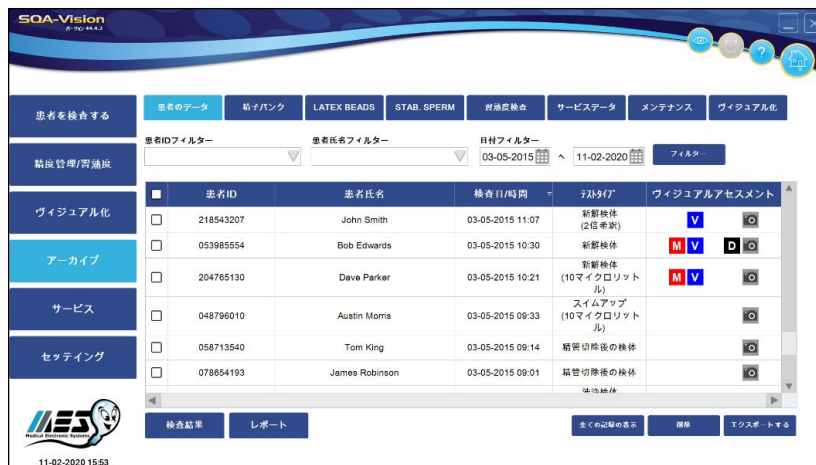 SQA-Vision
バージョン 44.4.2
?
患者を検査する
精度管理/習熟度
ヴィジュアル化
アーカイブ
サービス
セッテイング
患者のデータ 精子バンク LATEX BEADS STAB. SPERM 習熟度検査 サービスデータ メンテナンス ヴィジュアル化
患者IDフィルター 患者氏名フィルター 日付フィルター
03-05-2015 ^ 11-02-2020 フィルター
患者ID 患者氏名 検査日/時間 テストタイプ ヴィジュアルアセスメント
218543207 John Smith 03-05-2015 11:07 新鮮検体
(2倍希釈) V
053985554 Bob Edwards 03-05-2015 10:30 新鮮検体 M V D
204765130 Dave Parker 03-05-2015 10:21 新鮮検体
(10マイクロリット
ル) M V
048796010 Austin Morris 03-05-2015 09:33 スイムアップ
(10マイクロリット
ル)
058713540 Tom King 03-05-2015 09:14 精管切除後の検体
078654193 James Robinson 03-05-2015 09:01 精管切除後の検体
検査結果 レポート 全ての記録の表示 削除 エクスポートする
MES
Medical Electronic Systems
11-02-2020 15:53